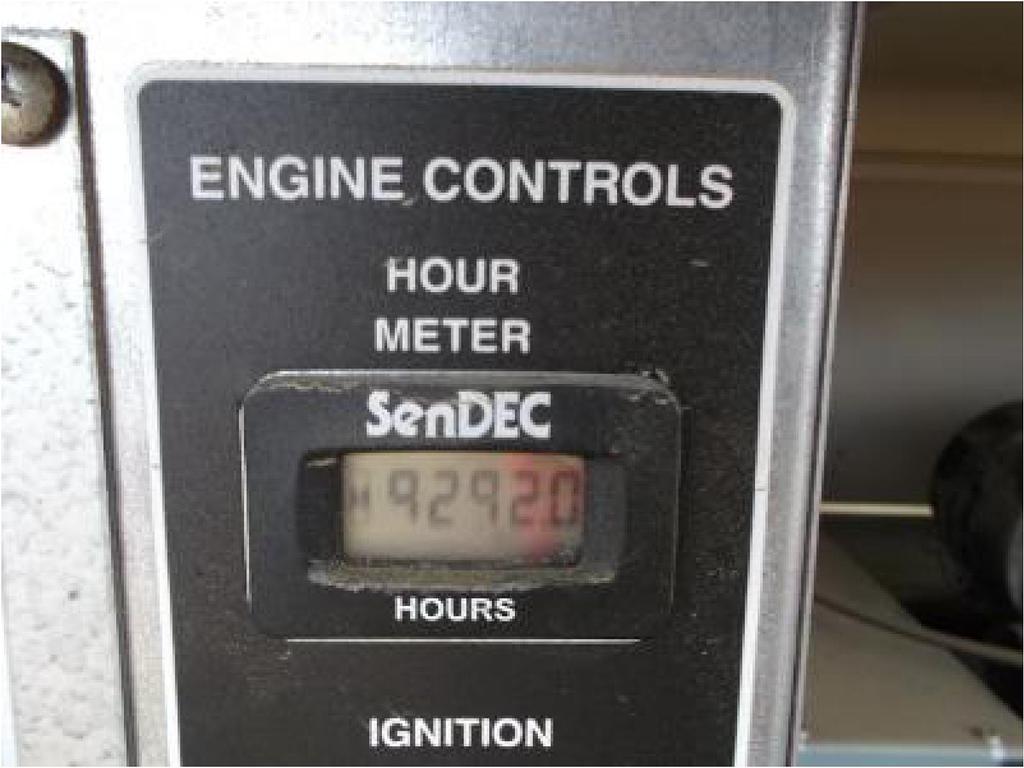 ENGINE CONTROLS
HOUR
METER
SenDEC
92920
HOURS
IGNITION